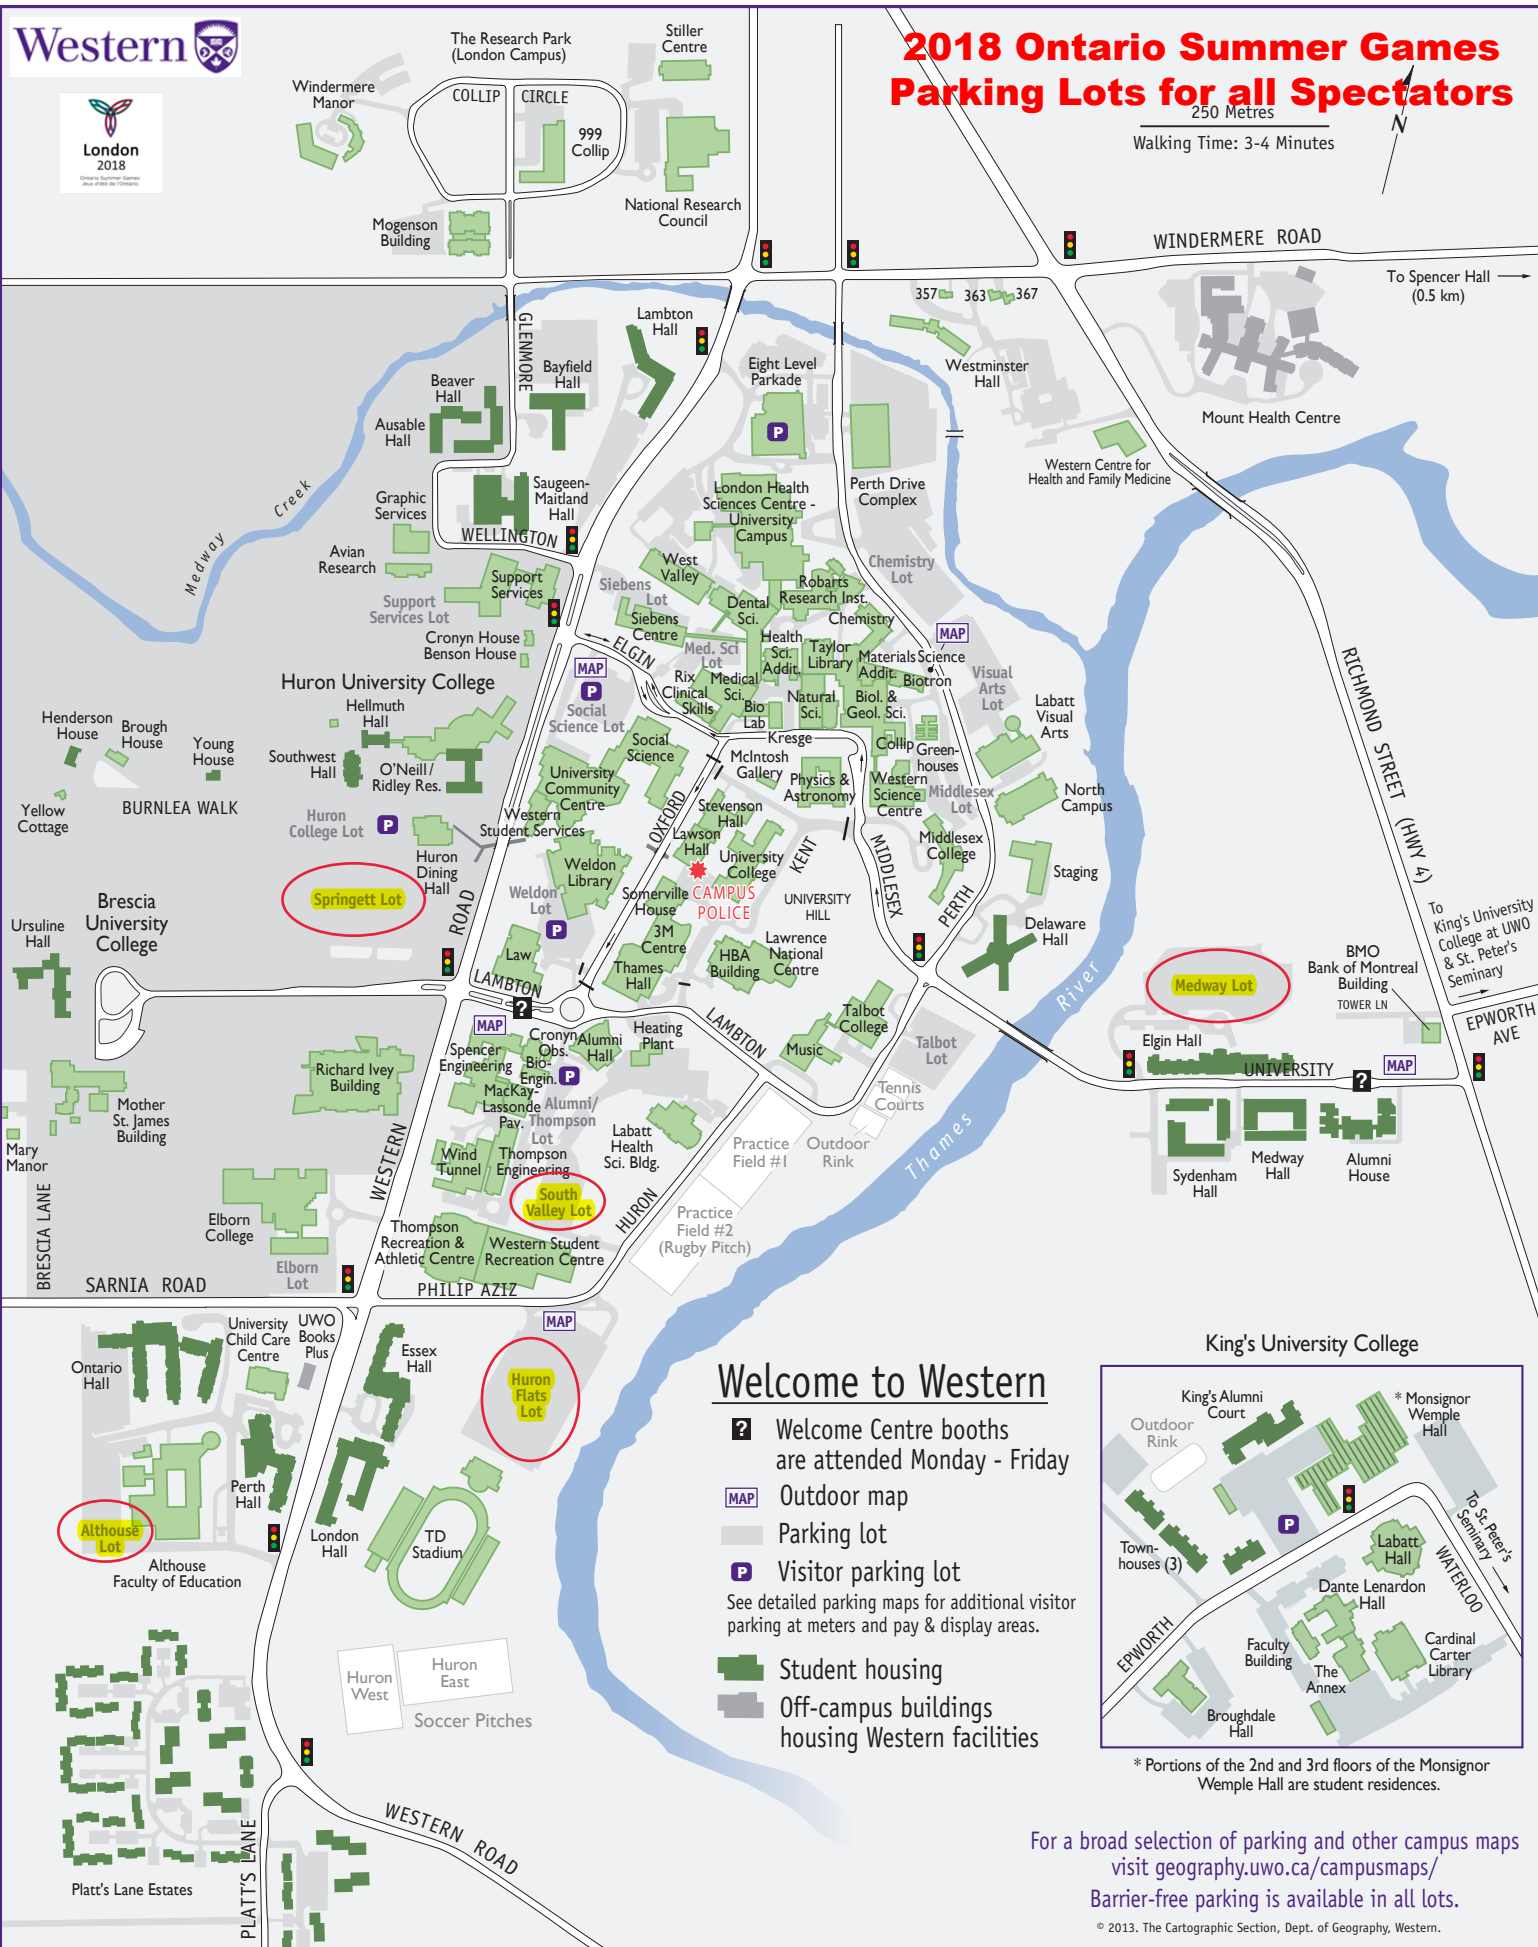 Western
London
2018
Ontario Summer Games
Jeux d'été de l'Ontario
2018 Ontario Summer Games
Parking Lots for all Spectators
250 Metres
Walking Time: 3-4 Minutes
N
The Research Park
(London Campus)
Stiller
Centre
Windermere
Manor
COLLIP
CIRCLE
999
Collip
National Research
Council
Mogenson
Building
WINDERMERE ROAD
To Spencer Hall
(0.5 km)
357
363
367
GLENMORE
Lambton
Hall
Bayfield
Hall
Beaver
Hall
Ausable
Hall
Eight Level
Parkade
P
Westminster
Hall
Mount Health Centre
Western Centre for
Health and Family Medicine
Perth Drive
Complex
Saugeen-
Maitland
Hall
Graphic
Services
WELLINGTON
Medway
Creek
London Health
Sciences Centre -
University
Campus
Avian
Research
Support
Services
Support
Services Lot
West
Valley
Siebens
Lot
Siebens
Centre
Robarts
Research Inst.
Dental
Sci.
Chemistry
Chemistry
Lot
Cronyn House
Benson House
ELGIN
MAP
P
Social
Science Lot
Med. Sci
Lot
Health
Sci.
Addit.
Taylor
Library
Materials Science
Addit.
Biotron
MAP
Rix
Clinical
Skills
Medical
Sci.
Bio
Lab
Natural
Sci.
Biol. &
Geol. Sci.
Visual
Arts
Lot
Labatt
Visual
Arts
Huron University College
Hellmuth
Hall
Henderson
House
Brough
House
Young
House
Southwest
Hall
O'Neill/
Ridley Res.
Yellow
Cottage
BURNLEA WALK
Huron
College Lot
P
Huron
Dining
Hall
Social
Science
University
Community
Centre
Western
Student Services
Kresge
McIntosh
Gallery
Physics &
Astronomy
Collip
Green-
houses
Western
Science
Centre
Middlesex
Lot
North
Campus
OXFORD
Stevenson
Hall
Lawson
Hall
University
College
KENT
MIDDLESEX
Middlesex
College
Staging
RICHMOND STREET (HWY 4)
Springett Lot
Weldon
Library
Weldon
Lot
P
CAMPUS
POLICE
Somerville
House
UNIVERSITY
HILL
PERTH
Delaware
Hall
Brescia
University
College
Ursuline
Hall
ROAD
Law
3M
Centre
Thames
Hall
HBA
Building
Lawrence
National
Centre
LAMBTON
?
MAP
Medway Lot
To
King's University
College at UWO
& St. Peter's
Seminary
BMO
Bank of Montreal
Building
TOWER LN
EPWORTH
AVE
River
Elgin Hall
UNIVERSITY
?
MAP
Sydenham
Hall
Medway
Hall
Alumni
House
Spencer
Engineering
Cronyn
Obs.
Bio-
Engin.
Alumni
Hall
P
Heating
Plant
LAMBTON
Music
Talbot
College
Talbot
Lot
Tennis
Courts
Richard Ivey
Building
Mother
St. James
Building
Mary
Manor
MacKay-
Lassonde
Pav.
Alumni/
Thompson
Lot
Labatt
Health
Sci. Bldg.
Practice
Field #1
Outdoor
Rink
Thames
Wind
Tunnel
Thompson
Engineering
South
Valley Lot
HURON
Practice
Field #2
(Rugby Pitch)
WESTERN
BRESCIA LANE
Elborn
College
Elborn
Lot
Thompson
Recreation &
Athletic Centre
Western Student
Recreation Centre
SARNIA ROAD
PHILIP AZIZ
MAP
University
Child Care
Centre
UWO
Books
Plus
Ontario
Hall
Essex
Hall
Huron
Flats
Lot
Perth
Hall
Althouse
Lot
Althouse
Faculty of Education
London
Hall
TD
Stadium
Huron
West
Huron
East
Soccer Pitches
WESTERN ROAD
PLATT'S LANE
Platt's Lane Estates
Welcome to Western
? Welcome Centre booths
are attended Monday - Friday
MAP Outdoor map
Parking lot
P Visitor parking lot
See detailed parking maps for additional visitor
parking at meters and pay & display areas.
Student housing
Off-campus buildings
housing Western facilities
King's University College
King's Alumni
Court
* Monsignor
Wemple
Hall
Outdoor
Rink
Town-
houses (3)
P
Labatt
Hall
To St. Peter's
Seminary
WATERLOO
Dante Lenardon
Hall
EPWORTH
Faculty
Building
The
Annex
Cardinal
Carter
Library
Broughdale
Hall
* Portions of the 2nd and 3rd floors of the Monsignor
Wemple Hall are student residences.
For a broad selection of parking and other campus maps
visit geography.uwo.ca/campusmaps/
Barrier-free parking is available in all lots.
© 2013. The Cartographic Section, Dept. of Geography, Western.